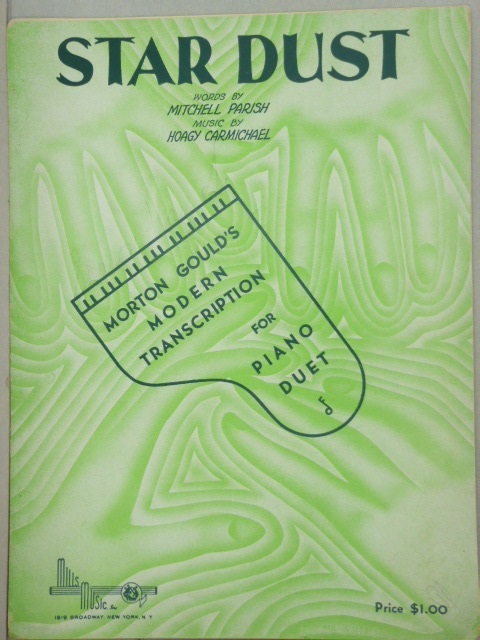 STAR DUST
WORDS BY
MITCHELL PARISH
MUSIC BY
HOAGY CARMICHAEL
MORTON GOULD'S
MODERN
TRANSCRIPTION
FOR
PIANO
DUET
Mills
Music, Inc
1619 BROADWAY, NEW YORK, N. Y.
Price $1.00